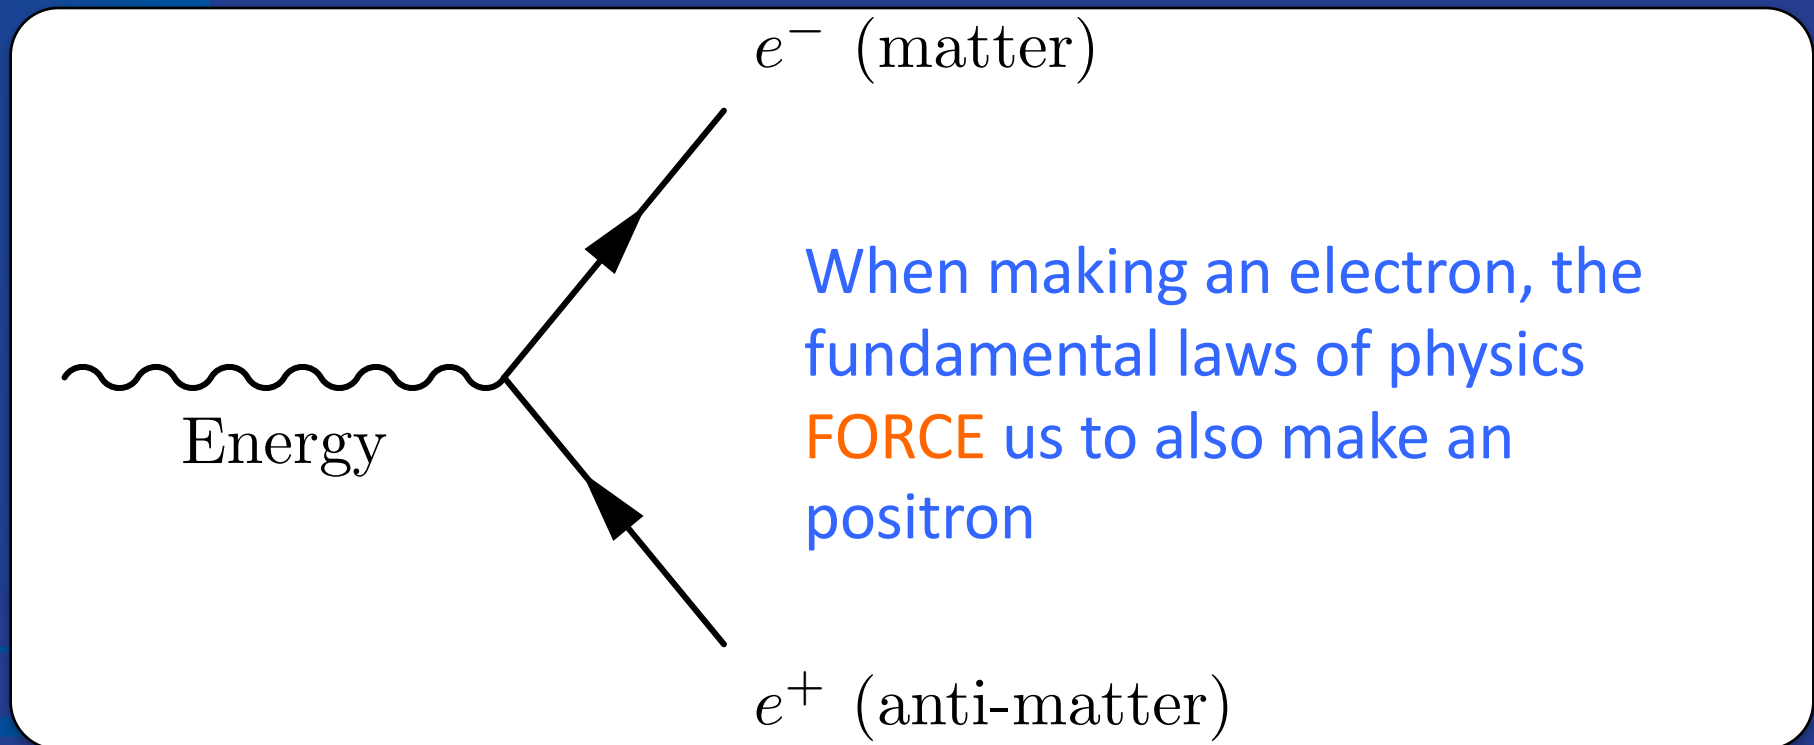 e⁻ (matter)
When making an electron, the
fundamental laws of physics
FORCE us to also make an
positron
Energy
e⁺ (anti-matter)